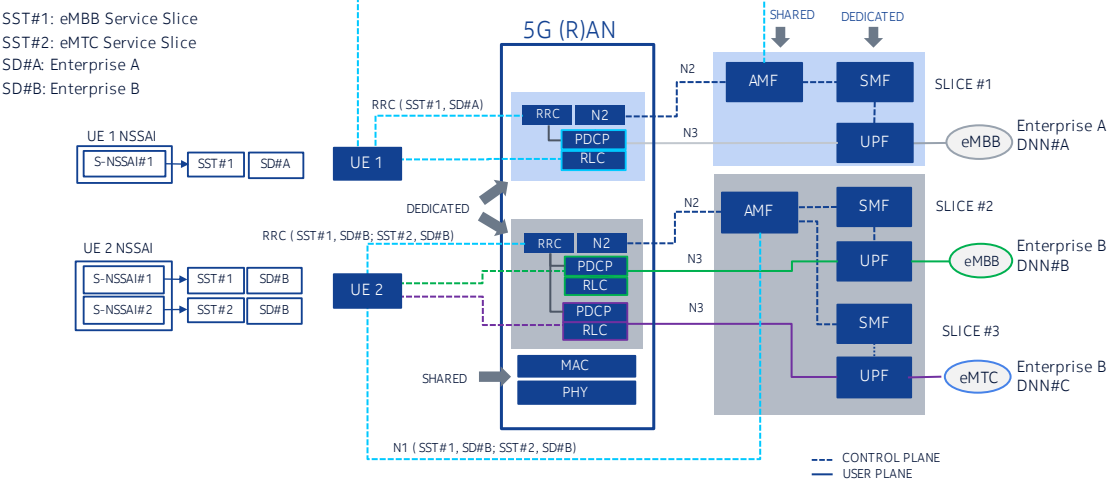 SST#1: eMBB Service Slice
SST#2: eMTC Service Slice
SD#A: Enterprise A
SD#B: Enterprise B
5G (R)AN
SHARED
DEDICATED
UE 1 NSSAI
S-NSSAI#1
SST#1
SD#A
UE 1
RRC ( SST#1, SD#A)
RRC
N2
PDCP
RLC
N2
N3
AMF
SMF
UPF
SLICE #1
eMBB
Enterprise A
DNN#A
DEDICATED
UE 2 NSSAI
S-NSSAI#1
SST#1
SD#B
S-NSSAI#2
SST#2
SD#B
UE 2
RRC ( SST#1, SD#B; SST#2, SD#B)
RRC
N2
PDCP
RLC
PDCP
RLC
N2
N3
N3
AMF
SMF
UPF
SLICE #2
eMBB
Enterprise B
DNN#B
SMF
UPF
SLICE #3
eMTC
Enterprise B
DNN#C
SHARED
MAC
PHY
N1 ( SST#1, SD#B; SST#2, SD#B)
CONTROL PLANE
USER PLANE